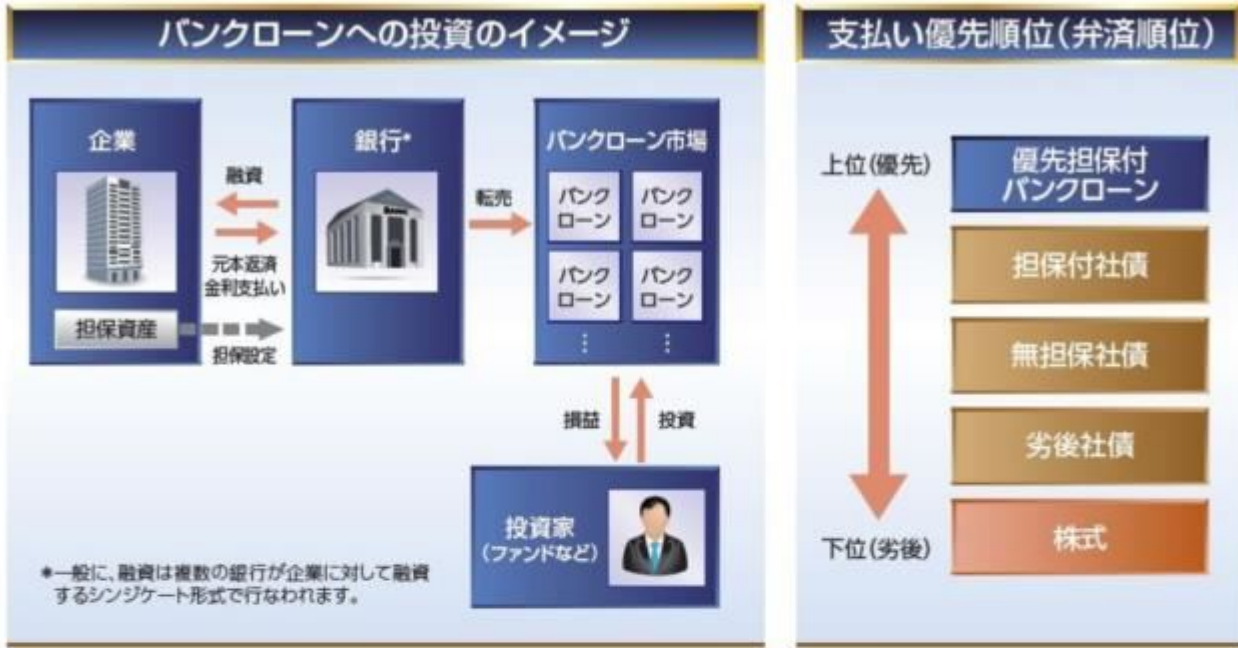 バンクローンへの投資のイメージ
企業
融資
元本返済
金利支払い
担保資産
担保設定
銀行*
転売
バンクローン市場
バンク
ローン
バンク
ローン
バンク
ローン
バンク
ローン
⋮ ⋮
損益
投資
投資家
(ファンドなど)
*一般に、融資は複数の銀行が企業に対して融資
するシンジケート形式で行なわれます。
支払い優先順位(弁済順位)
上位(優先)
下位(劣後)
優先担保付
バンクローン
担保付社債
無担保社債
劣後社債
株式